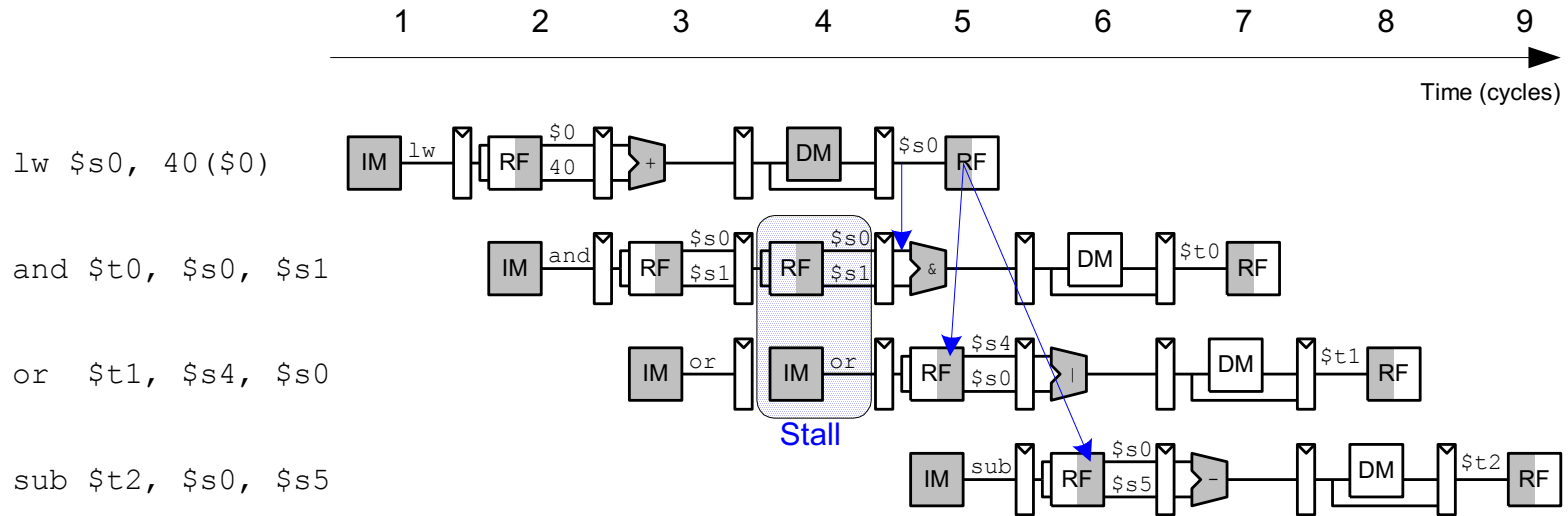 1 2 3 4 5 6 7 8 9
Time (cycles)
lw $s0, 40($0) IM lw RF $0 40 + DM $s0 RF
and $t0, $s0, $s1 IM and RF $s0 $s1 RF $s0 $s1 & DM $t0 RF
or $t1, $s4, $s0 IM or IM or RF $s4 $s0 | DM $t1 RF
Stall
sub $t2, $s0, $s5 IM sub RF $s0 $s5 - DM $t2 RF